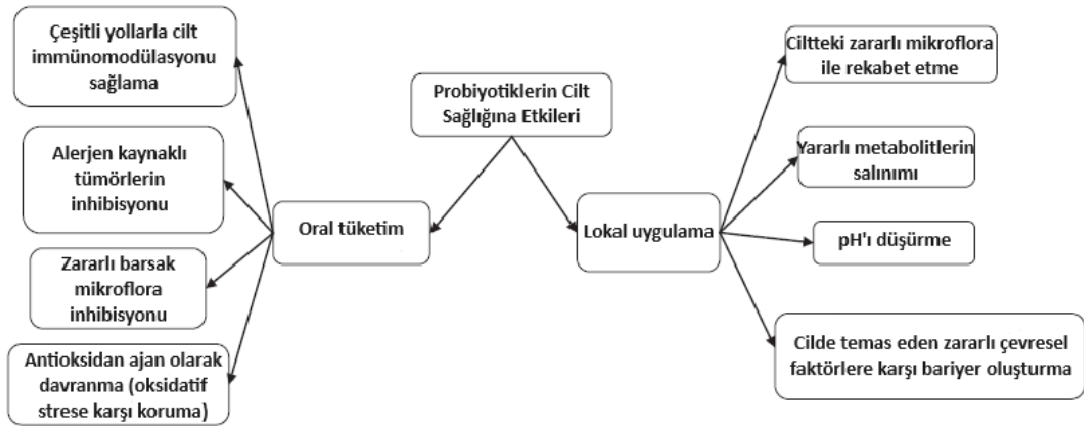 Probiyotiklerin Cilt
Sağlığına Etkileri
Oral tüketim
Çeşitli yollarla cilt
immünomodülasyonu
sağlama
Alerjen kaynaklı
tümörlerin
inhibisyonu
Zararlı barsak
mikroflora
inhibisyonu
Antioksidan ajan olarak
davranma (oksidatif
strese karşı koruma)
Lokal uygulama
Ciltteki zararlı mikroflora
ile rekabet etme
Yararlı metabolitlerin
salınımı
pH'ı düşürme
Cilde temas eden zararlı çevresel
faktörlere karşı bariyer oluşturma